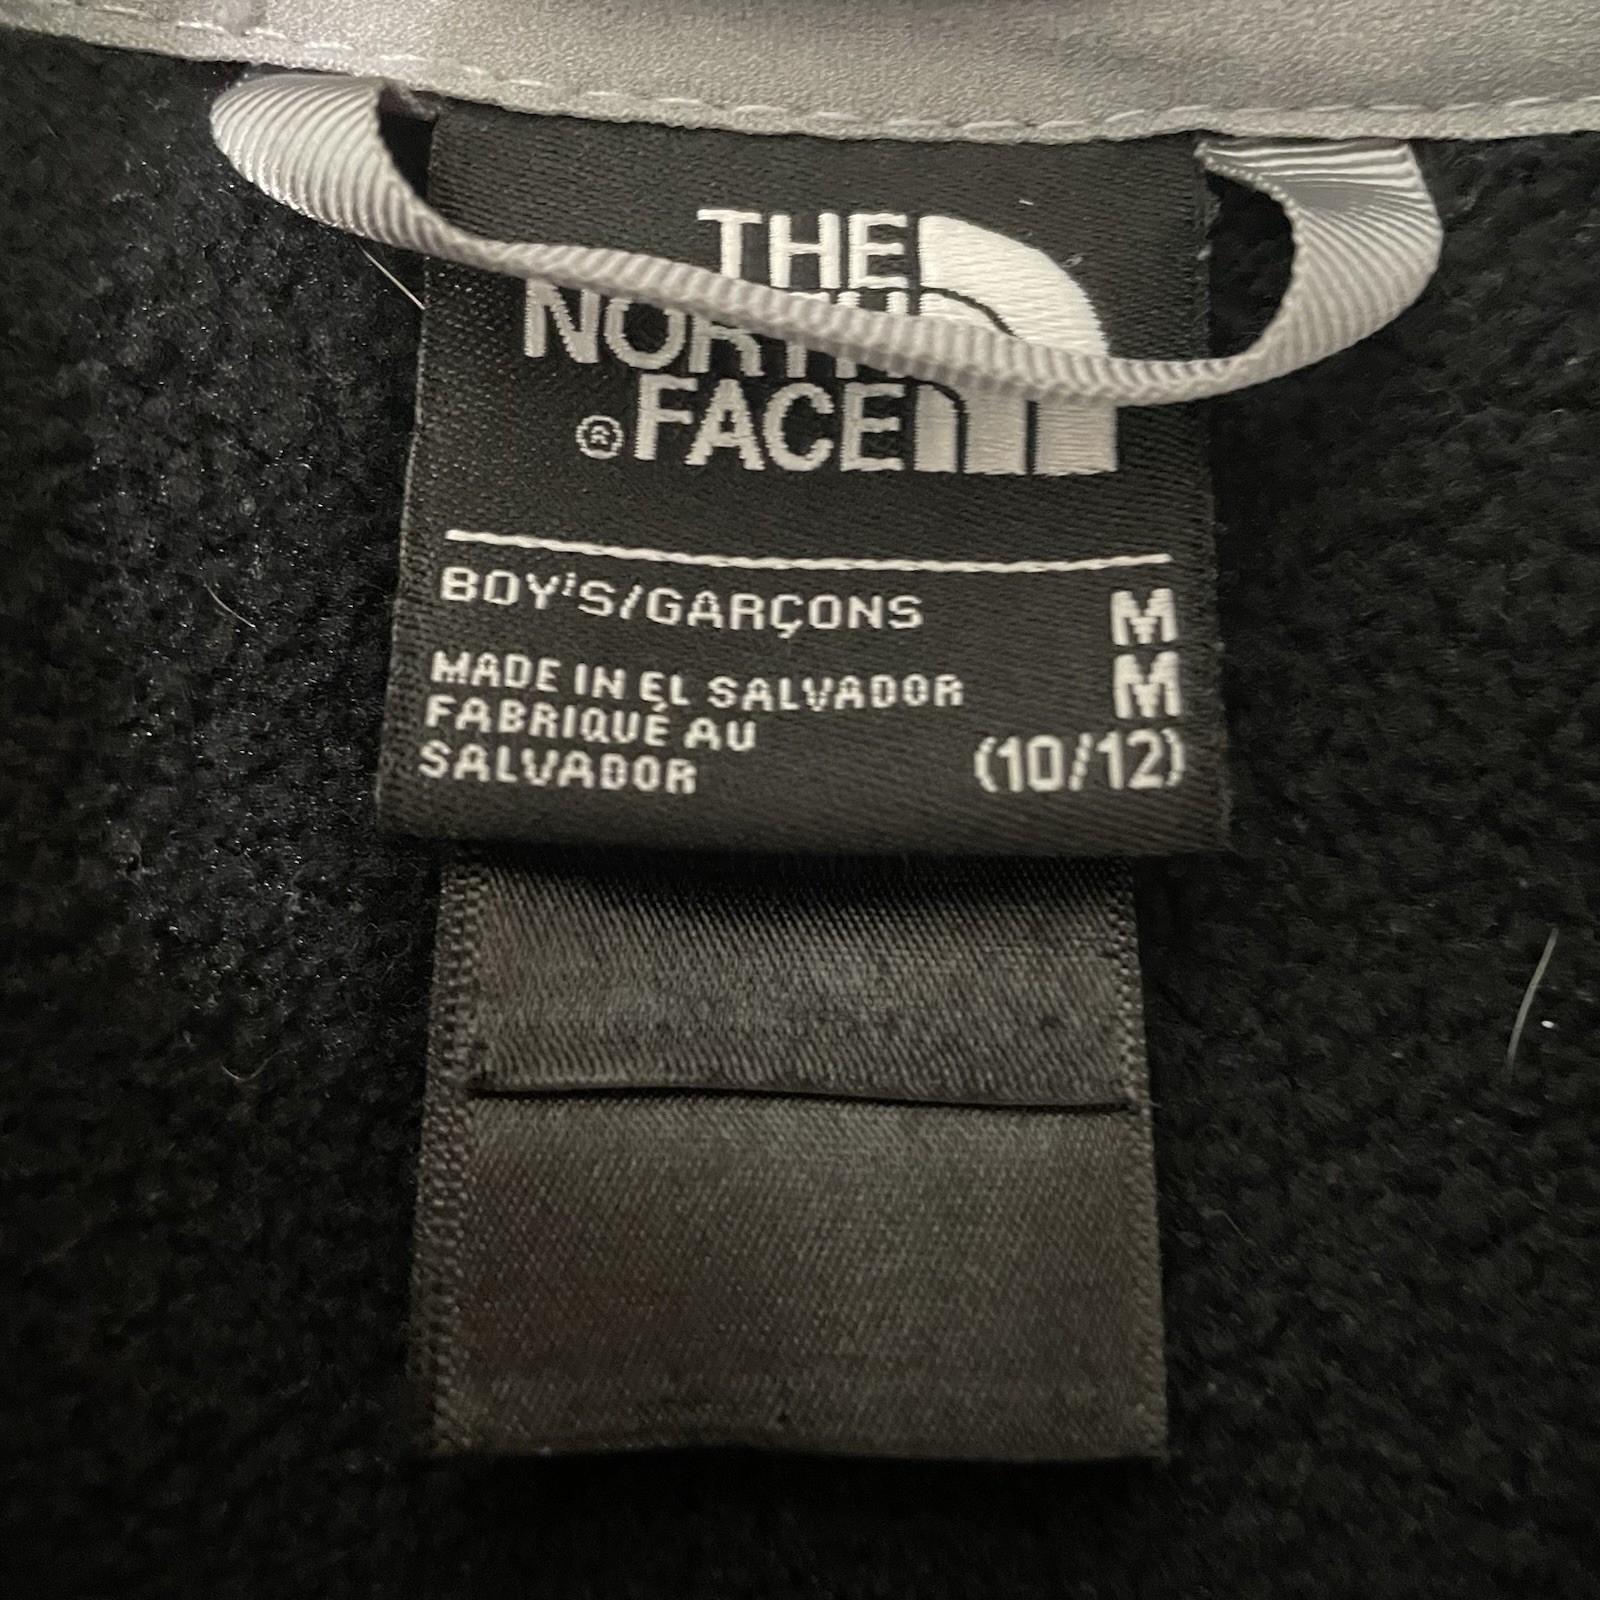 THE
NORTH
®FACE
BOY'S/GARÇONS M
MADE IN EL SALVADOR M
FABRIQUÉ AU
SALVADOR (10/12)